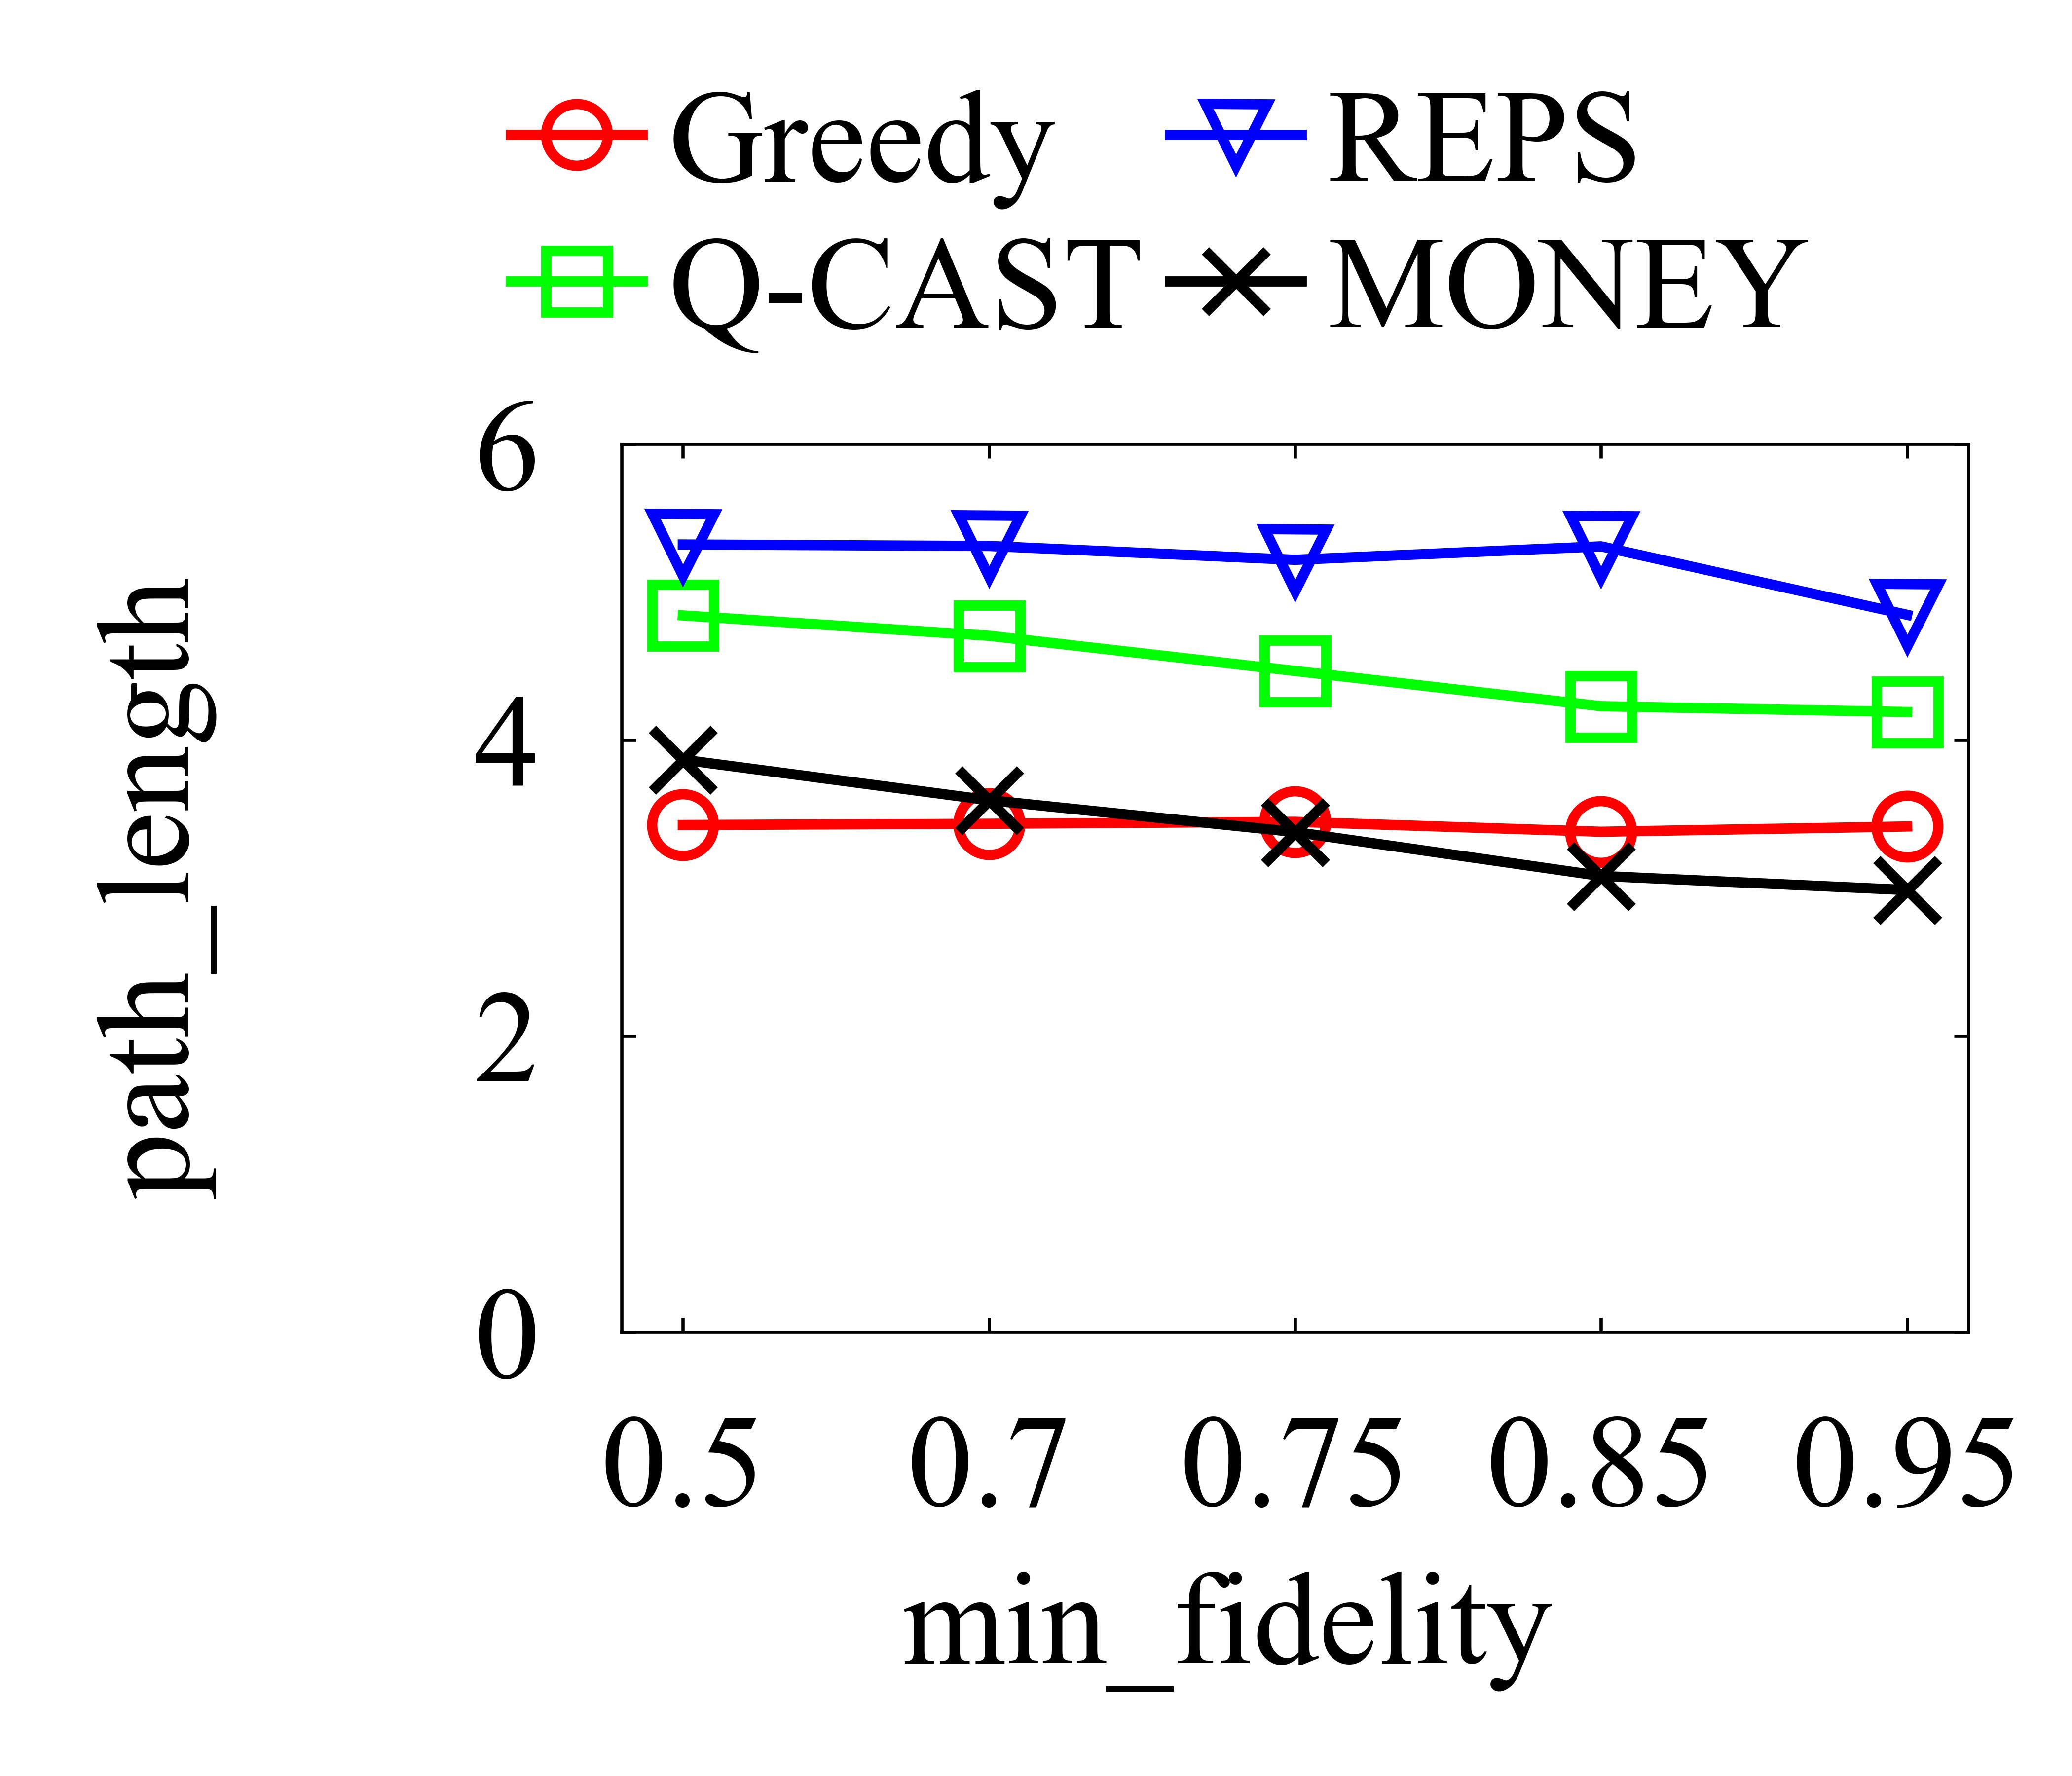 Greedy REPS
Q-CAST MONEY
6
4
2
0
path_length
0.5 0.7 0.75 0.85 0.95
min_fidelity